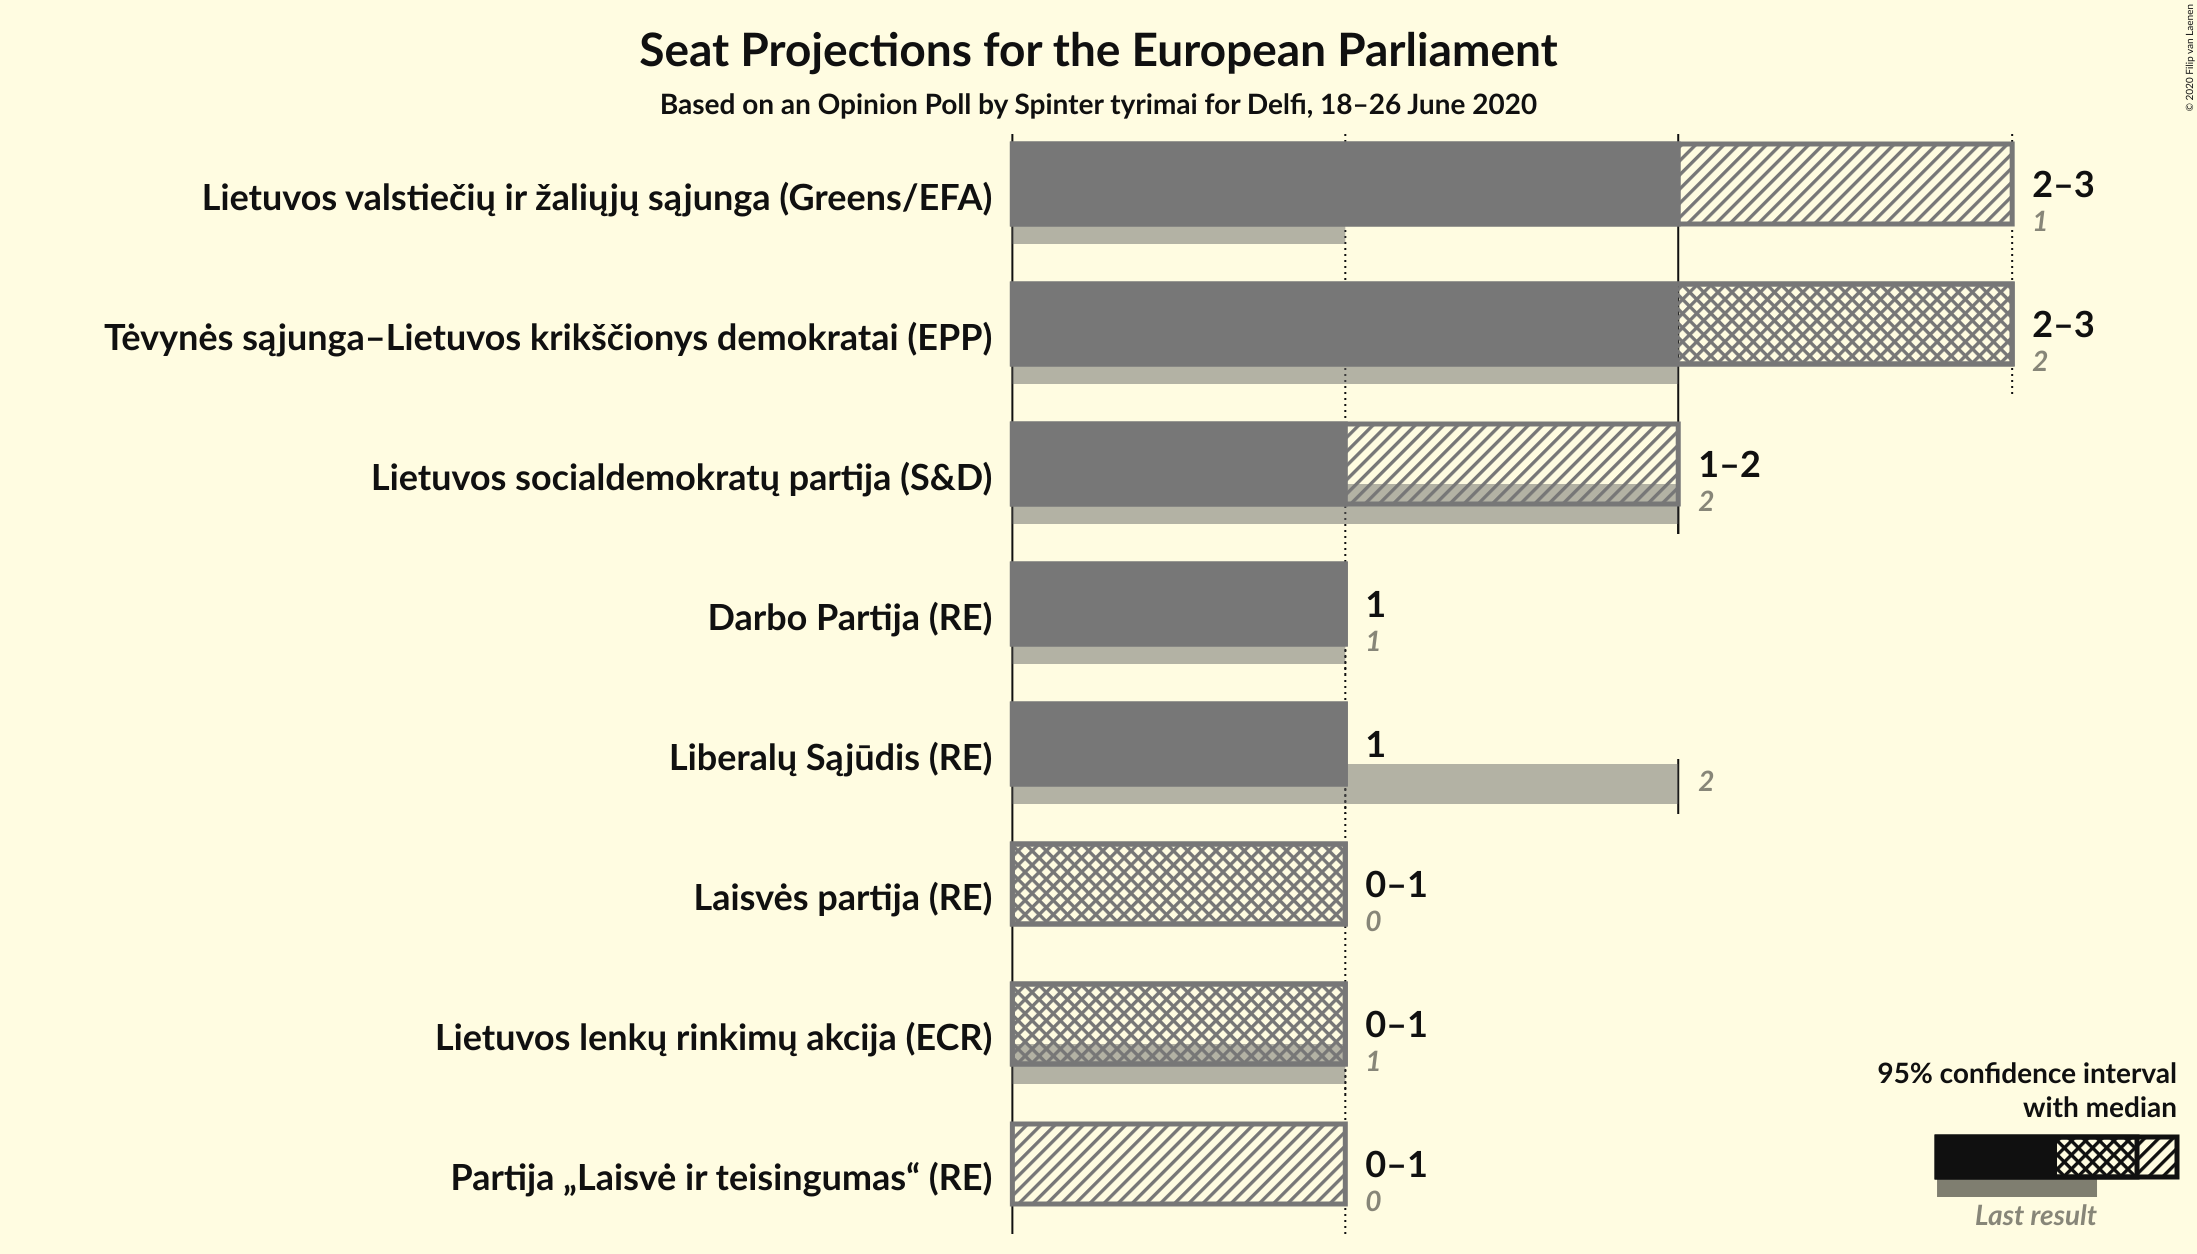 Seat Projections for the European Parliament
Based on an Opinion Poll by Spinter tyrimai for Delfi, 18–26 June 2020
© 2020 Filip van Laenen
Lietuvos valstiečių ir žaliųjų sąjunga (Greens/EFA)
2–3
1
Tėvynės sąjunga–Lietuvos krikščionys demokratai (EPP)
2–3
2
Lietuvos socialdemokratų partija (S&D)
1–2
2
Darbo Partija (RE)
1
1
Liberalų Sąjūdis (RE)
1
2
Laisvės partija (RE)
0–1
0
Lietuvos lenkų rinkimų akcija (ECR)
0–1
1
Partija „Laisvė ir teisingumas“ (RE)
0–1
0
95% confidence interval
with median
Last result